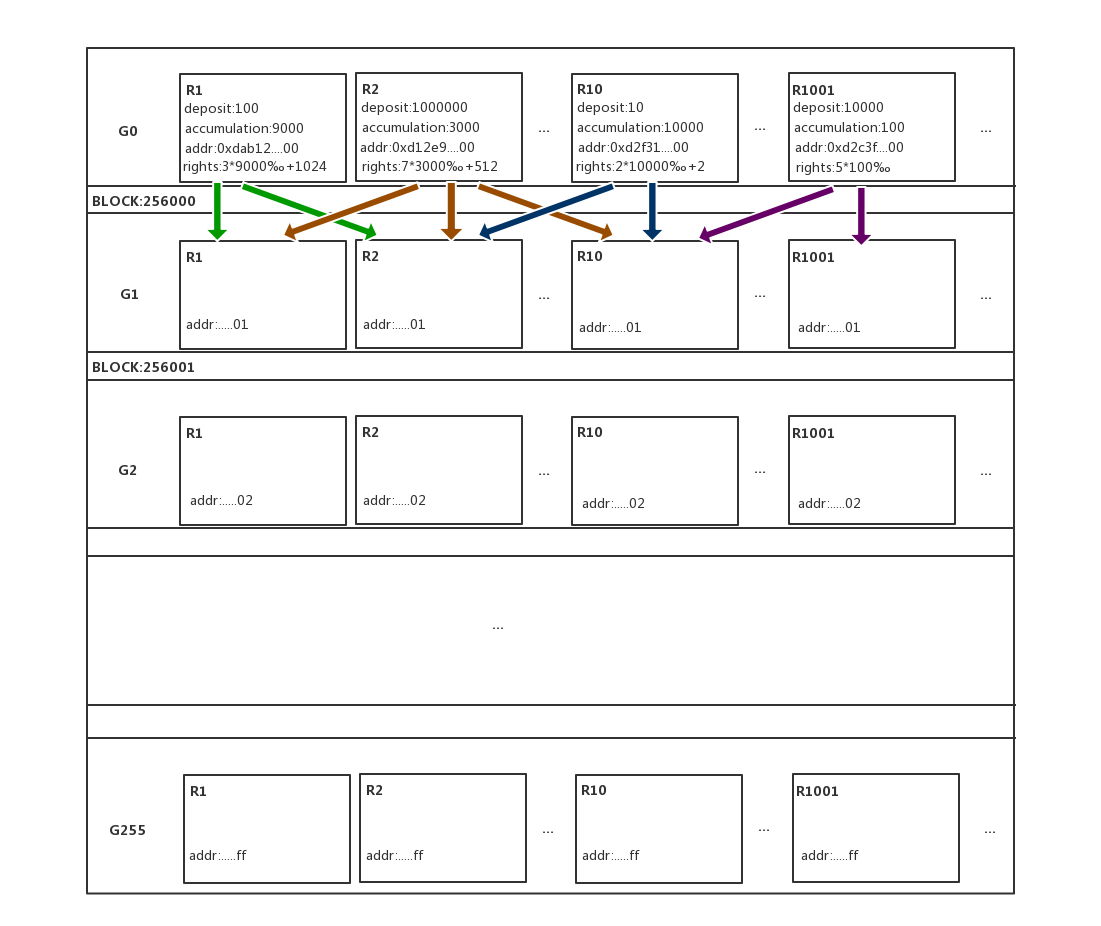 G0
R1
deposit:100
accumulation:9000
addr:0xdab12....00
rights:3*9000‰+1024
R2
deposit:1000000
accumulation:3000
addr:0xd12e9....00
rights:7*3000‰+512
...
R10
deposit:10
accumulation:10000
addr:0xd2f31....00
rights:2*10000‰+2
...
R1001
deposit:10000
accumulation:100
addr:0xd2c3f....00
rights:5*100‰
...
BLOCK:256000
G1
R1
addr:.....01
R2
addr:.....01
...
R10
addr:.....01
...
R1001
addr:.....01
...
BLOCK:256001
G2
R1
addr:.....02
R2
addr:.....02
...
R10
addr:.....02
...
R1001
addr:.....02
...
...
G255
R1
addr:.....ff
R2
addr:.....ff
...
R10
addr:.....ff
...
R1001
addr:.....ff
...